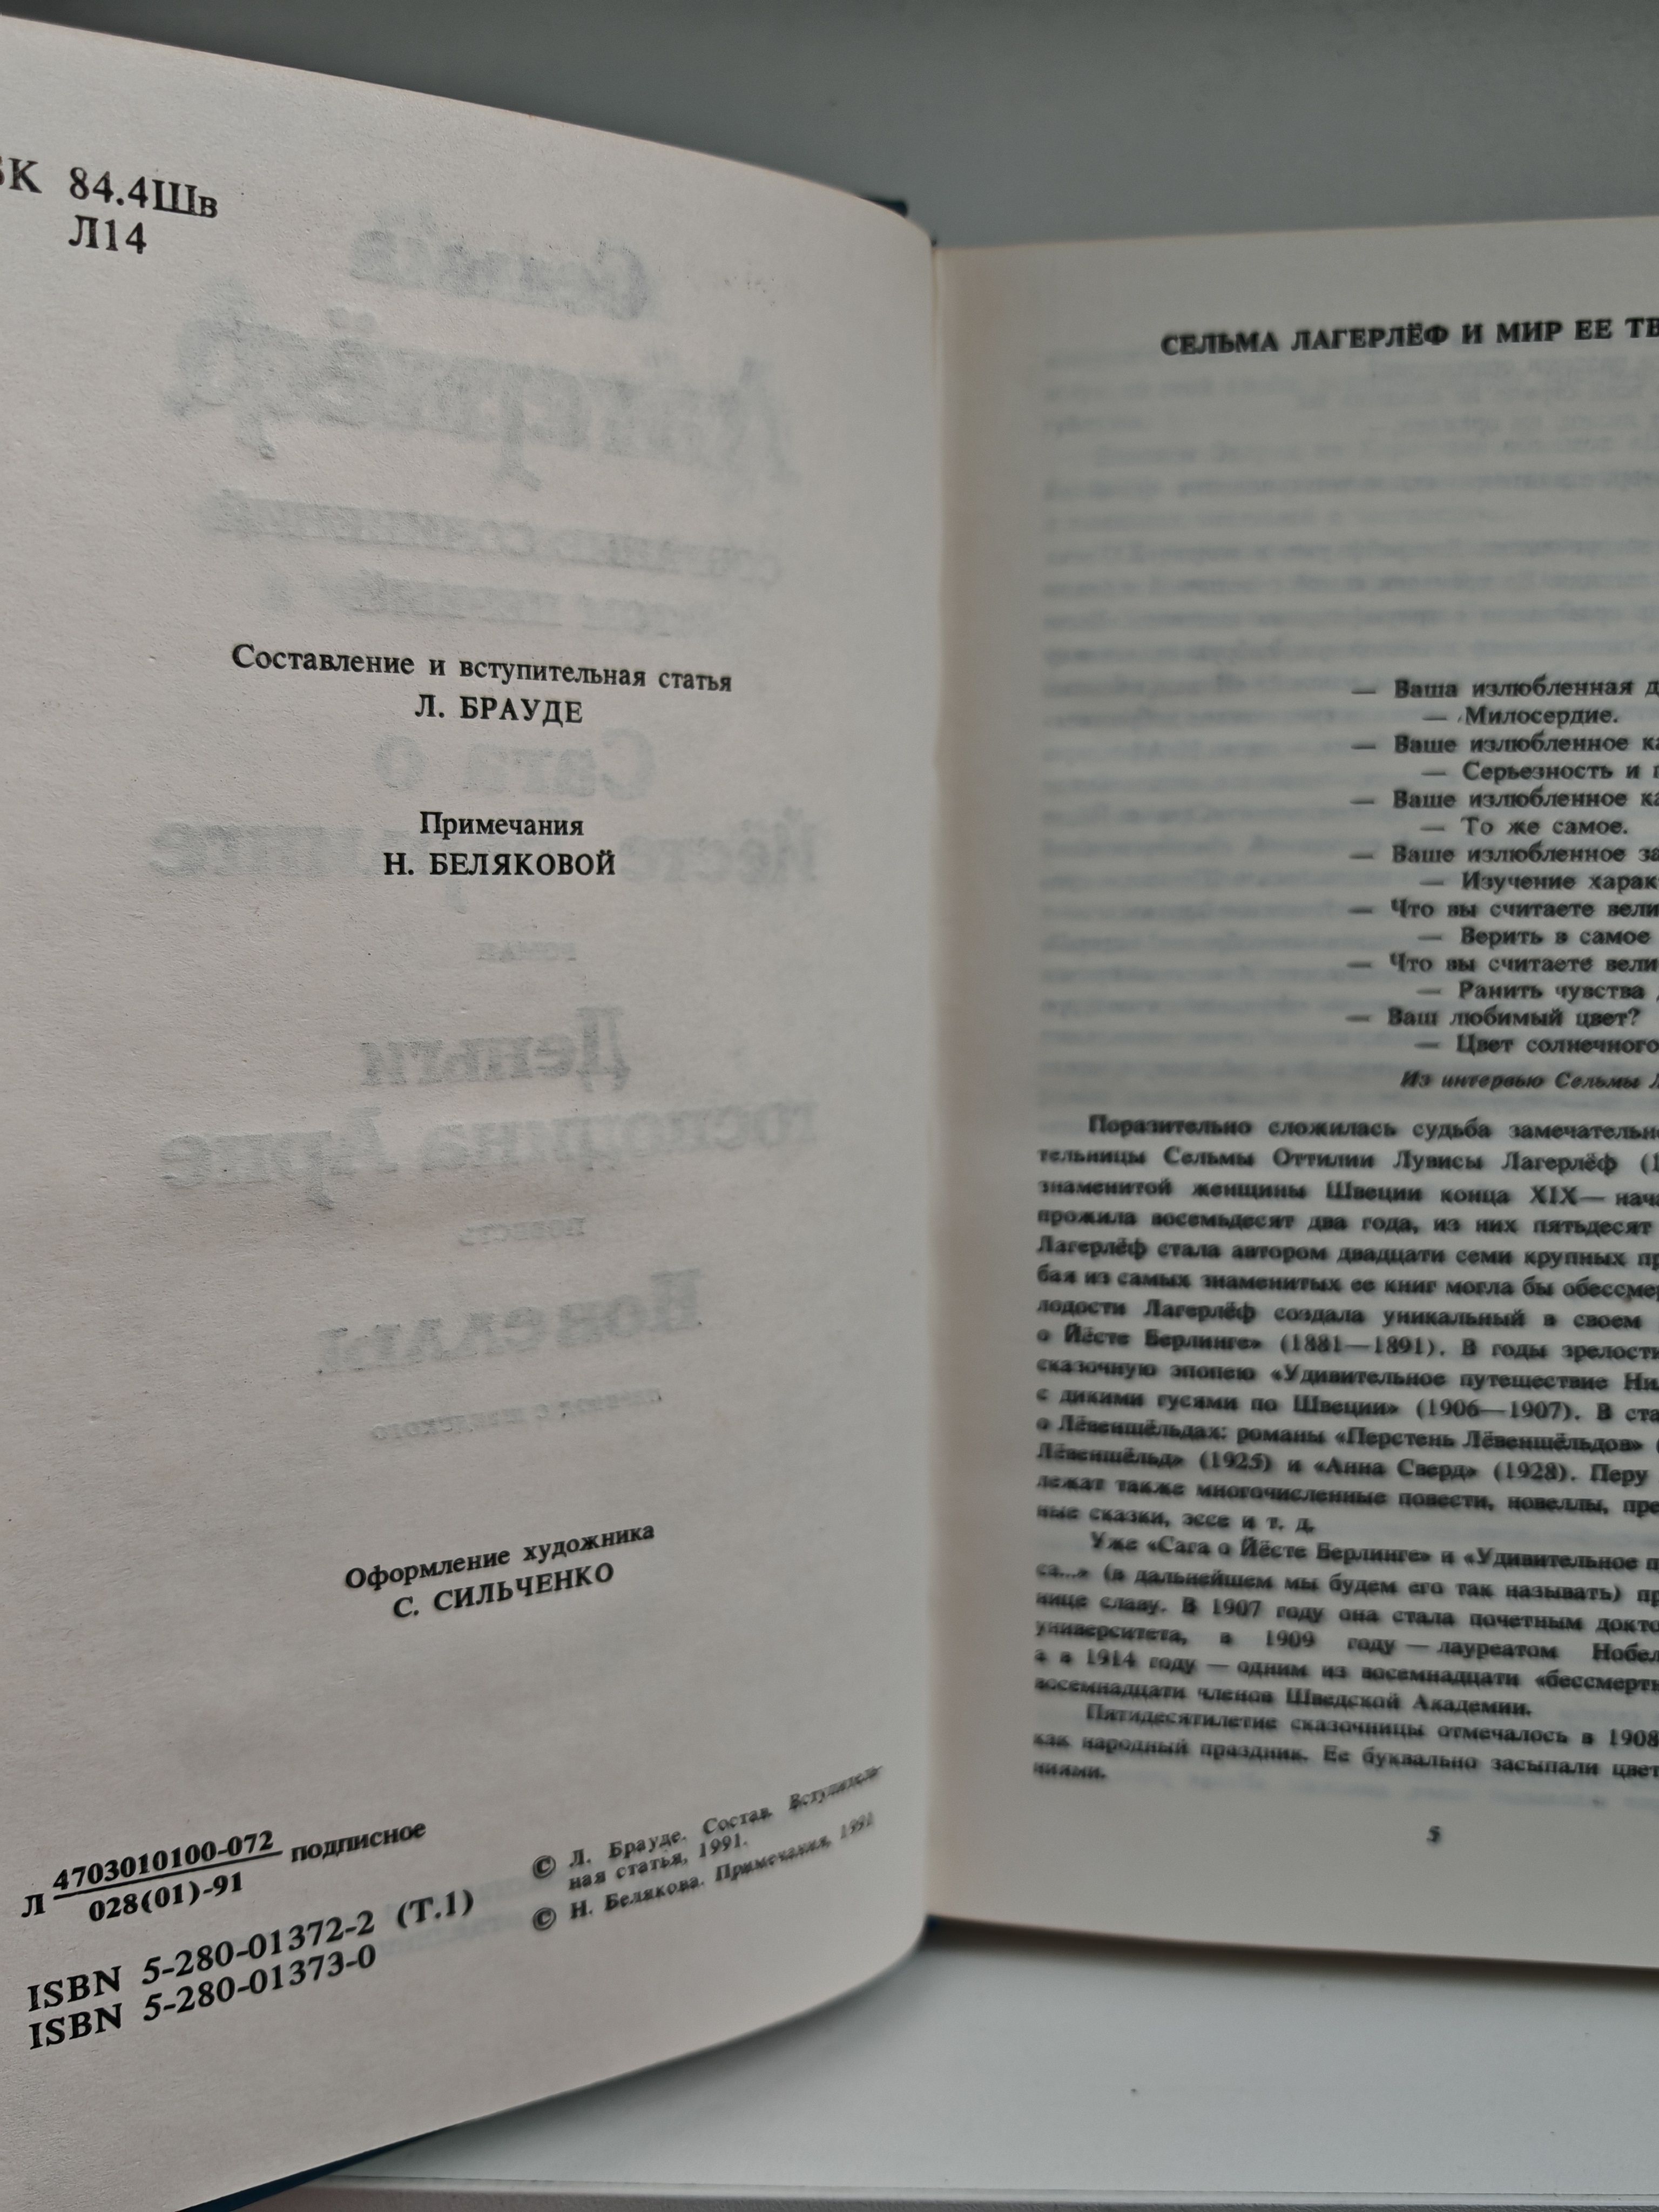 БК 84.4Шв
Л14
Составление и вступительная статья
Л. БРАУДЕ
Примечания
Н. БЕЛЯКОВОЙ
Оформление художника
С. СИЛЬЧЕНКО
Л 4703010100-072 подписное
028(01)-91
ISBN 5-280-01372-2 (Т.1)
ISBN 5-280-01373-0
© Л. Брауде. Состав. Вступитель-
ная статья, 1991.
© Н. Белякова. Примечания, 1991
СЕЛЬМА ЛАГЕРЛЁФ И МИР ЕЕ ТВ
— Ваша излюбленная д
— Милосердие.
— Ваше излюбленное ка
— Серьезность и г
— Ваше излюбленное ка
— То же самое.
— Ваше излюбленное за
— Изучение харак
— Что вы считаете вели
— Верить в самое
— Что вы считаете вели
— Ранить чувства
— Ваш любимый цвет?
— Цвет солнечного
Из интервью Сельмы Л
Поразительно сложилась судьба замечательно
тельницы Сельмы Оттилии Лувисы Лагерлёф (1
знаменитой женщины Швеции конца XIX— нача
прожила восемьдесят два года, из них пятьдесят
Лагерлёф стала автором двадцати семи крупных пр
бая из самых знаменитых ее книг могла бы обессмер
лодости Лагерлёф создала уникальный в своем
о Йёсте Берлинге» (1881—1891). В годы зрелости
сказочную эпопею «Удивительное путешествие Ни
с дикими гусями по Швеции» (1906—1907). В ста
о Лёвеншёльдах: романы «Перстень Лёвеншёльдов» (
Лёвеншёльд» (1925) и «Анна Сверд» (1928). Перу
лежат также многочисленные повести, новеллы, пре
ные сказки, эссе и т. д.
Уже «Сага о Йёсте Берлинге» и «Удивительное п
са...» (в дальнейшем мы будем его так называть) пр
нице славу. В 1907 году она стала почетным докто
университета, в 1909 году — лауреатом Нобел
а в 1914 году — одним из восемнадцати «бессмертн
восемнадцати членов Шведской Академии.
Пятидесятилетие сказочницы отмечалось в 1908
как народный праздник. Ее буквально засыпали цвет
ниями.
5